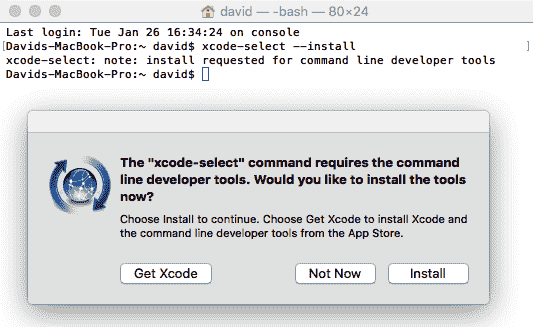 david — -bash — 80×24
Last login: Tue Jan 26 16:34:24 on console
[Davids-MacBook-Pro:~ david$ xcode-select --install ]
xcode-select: note: install requested for command line developer tools
Davids-MacBook-Pro:~ david$
The "xcode-select" command requires the command
line developer tools. Would you like to install the tools
now?
Choose Install to continue. Choose Get Xcode to install Xcode and
the command line developer tools from the App Store.
Get Xcode Not Now Install